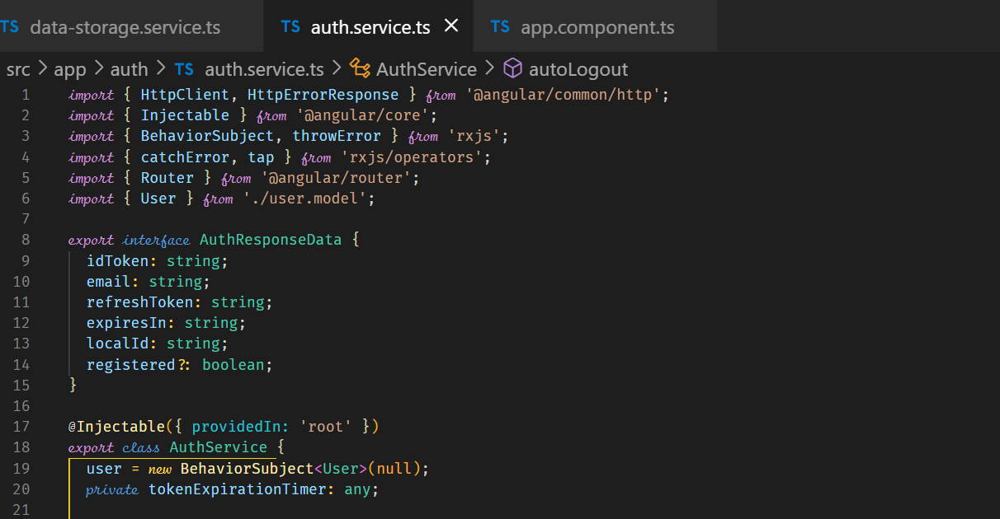 TS data-storage.service.ts TS auth.service.ts × TS app.component.ts
src > app > auth > TS auth.service.ts > AuthService > autoLogout
1 import { HttpClient, HttpErrorResponse } from '@angular/common/http';
2 import { Injectable } from '@angular/core';
3 import { BehaviorSubject, throwError } from 'rxjs';
4 import { catchError, tap } from 'rxjs/operators';
5 import { Router } from '@angular/router';
6 import { User } from './user.model';
7
8 export interface AuthResponseData {
9 idToken: string;
10 email: string;
11 refreshToken: string;
12 expiresIn: string;
13 localId: string;
14 registered?: boolean;
15 }
16
17 @Injectable({ providedIn: 'root' })
18 export class AuthService {
19 user = new BehaviorSubject<User>(null);
20 private tokenExpirationTimer: any;
21